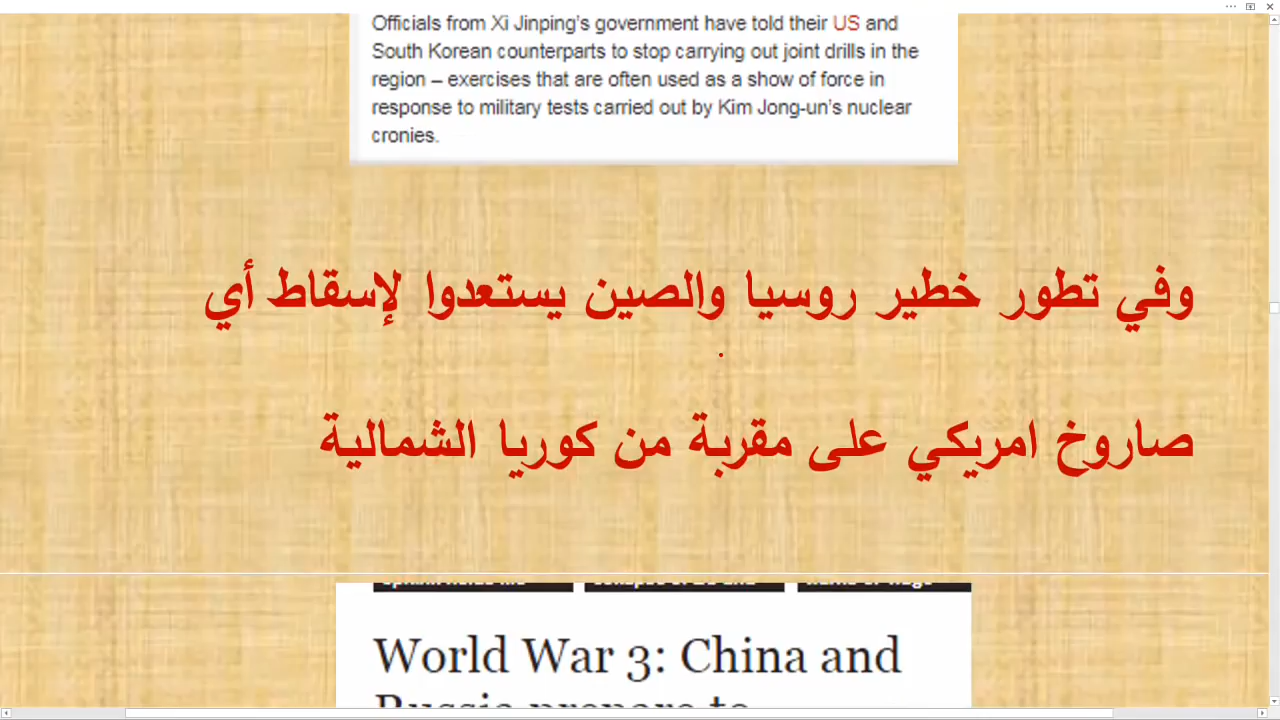 Officials from Xi Jinping's government have told their US and
South Korean counterparts to stop carrying out joint drills in the
region – exercises that are often used as a show of force in
response to military tests carried out by Kim Jong-un's nuclear
cronies.
وفي تطور خطير روسيا والصين يستعدوا لإسقاط أي
صاروخ امريكي على مقربة من كوريا الشمالية
World War 3: China and
Russia prepare to